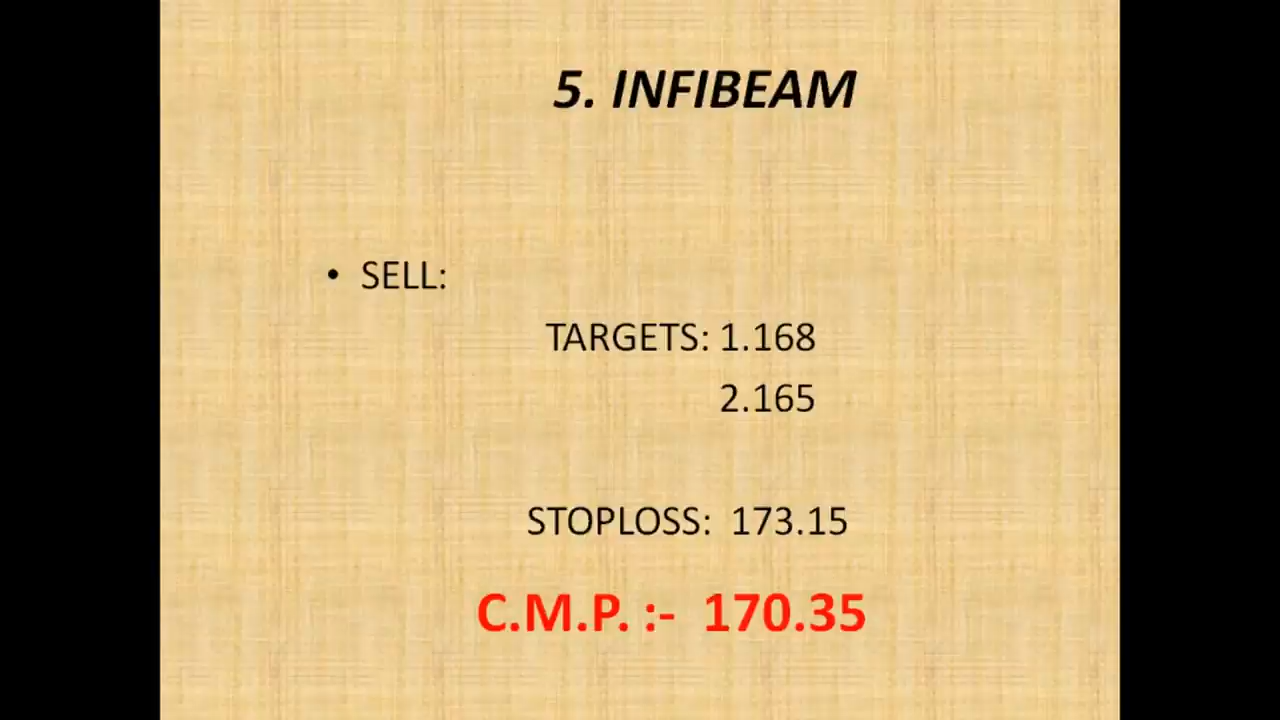 5. INFIBEAM
• SELL:
TARGETS: 1.168
2.165
STOPLOSS: 173.15
C.M.P. :- 170.35